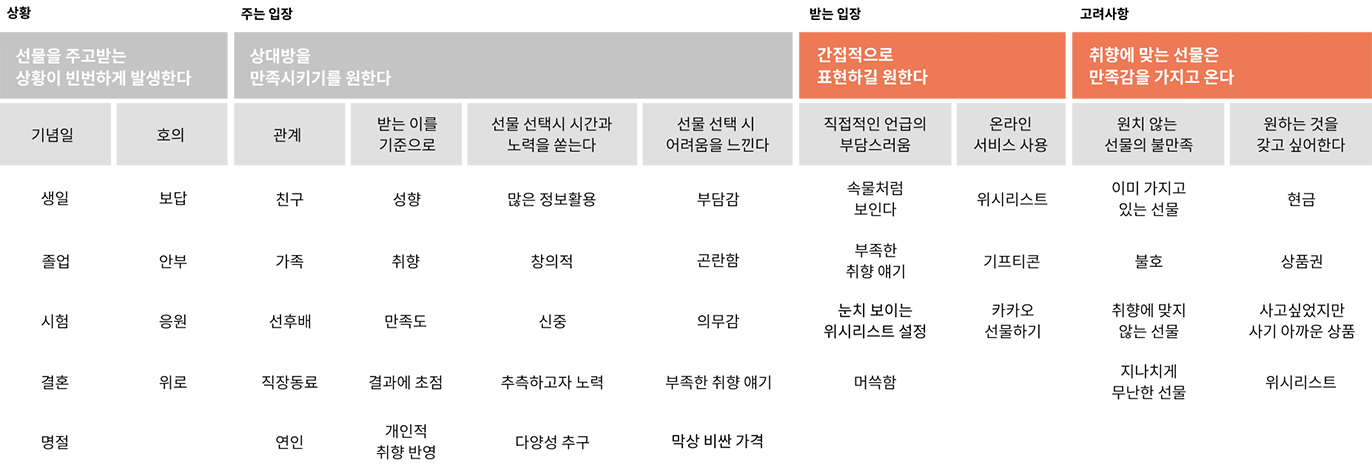 상황
주는 입장
받는 입장
고려사항
선물을 주고받는
상황이 빈번하게 발생한다
상대방을
만족시키기를 원한다
간접적으로
표현하길 원한다
취향에 맞는 선물은
만족감을 가지고 온다
기념일
호의
관계
받는 이를
기준으로
선물 선택시 시간과
노력을 쏟는다
선물 선택 시
어려움을 느낀다
직접적인 언급의
부담스러움
온라인
서비스 사용
원치 않는
선물의 불만족
원하는 것을
갖고 싶어한다
생일
보답
친구
성향
많은 정보활용
부담감
속물처럼
보인다
위시리스트
이미 가지고
있는 선물
현금
졸업
안부
가족
취향
창의적
곤란함
부족한
취향 얘기
기프티콘
불호
상품권
시험
응원
선후배
만족도
신중
의무감
눈치 보이는
위시리스트 설정
카카오
선물하기
취향에 맞지
않는 선물
사고싶었지만
사기 아까운 상품
결혼
위로
직장동료
결과에 초점
추측하고자 노력
부족한 취향 얘기
머쓱함
지나치게
무난한 선물
위시리스트
명절
연인
개인적
취향 반영
다양성 추구
막상 비싼 가격